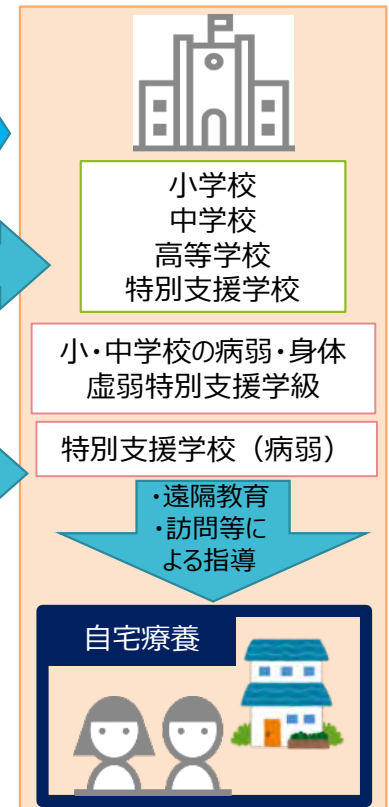 小学校
中学校
高等学校
特別支援学校
小・中学校の病弱・身体
虚弱特別支援学級
特別支援学校（病弱）
・遠隔教育
・訪問等に
よる指導
自宅療養